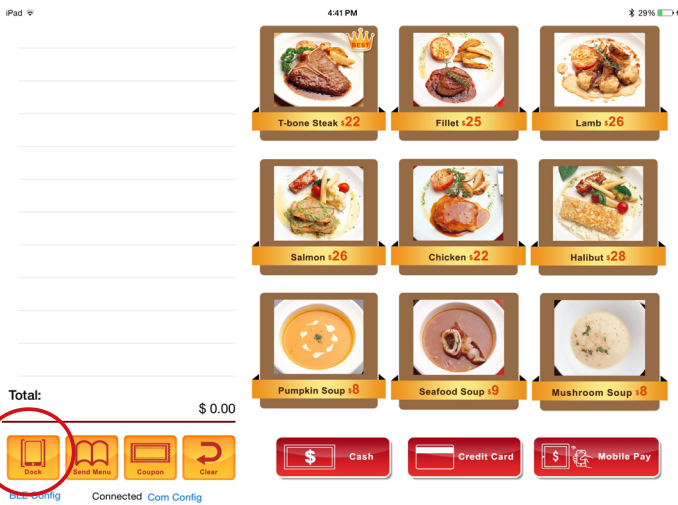 iPad 4:41 PM 29%
BEST
T-bone Steak $22 Fillet $25 Lamb $26
Salmon $26 Chicken $22 Halibut $28
Pumpkin Soup $8 Seafood Soup $9 Mushroom Soup $8
Total:
$ 0.00
Dock Send Menu Coupon Clear
$ Cash Credit Card $ Mobile Pay
BLE Config Connected Com Config